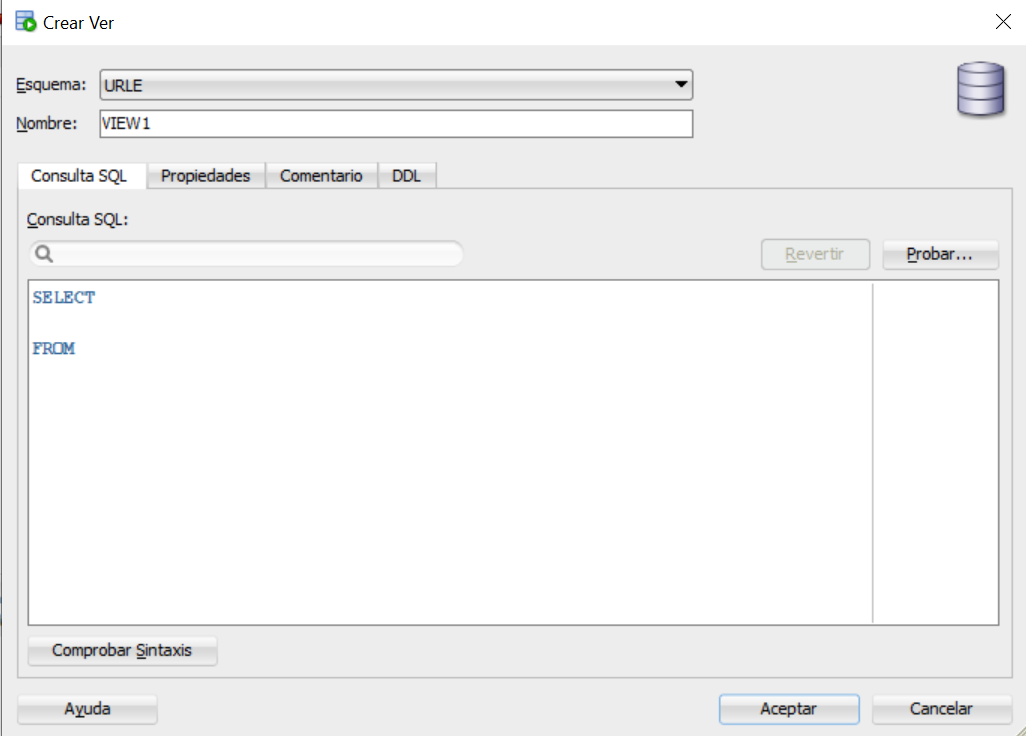 Crear Ver
Esquema: URLE
Nombre: VIEW1
Consulta SQL Propiedades Comentario DDL
Consulta SQL:
Revertir Probar...
SELECT
FROM
Comprobar Sintaxis
Ayuda Aceptar Cancelar